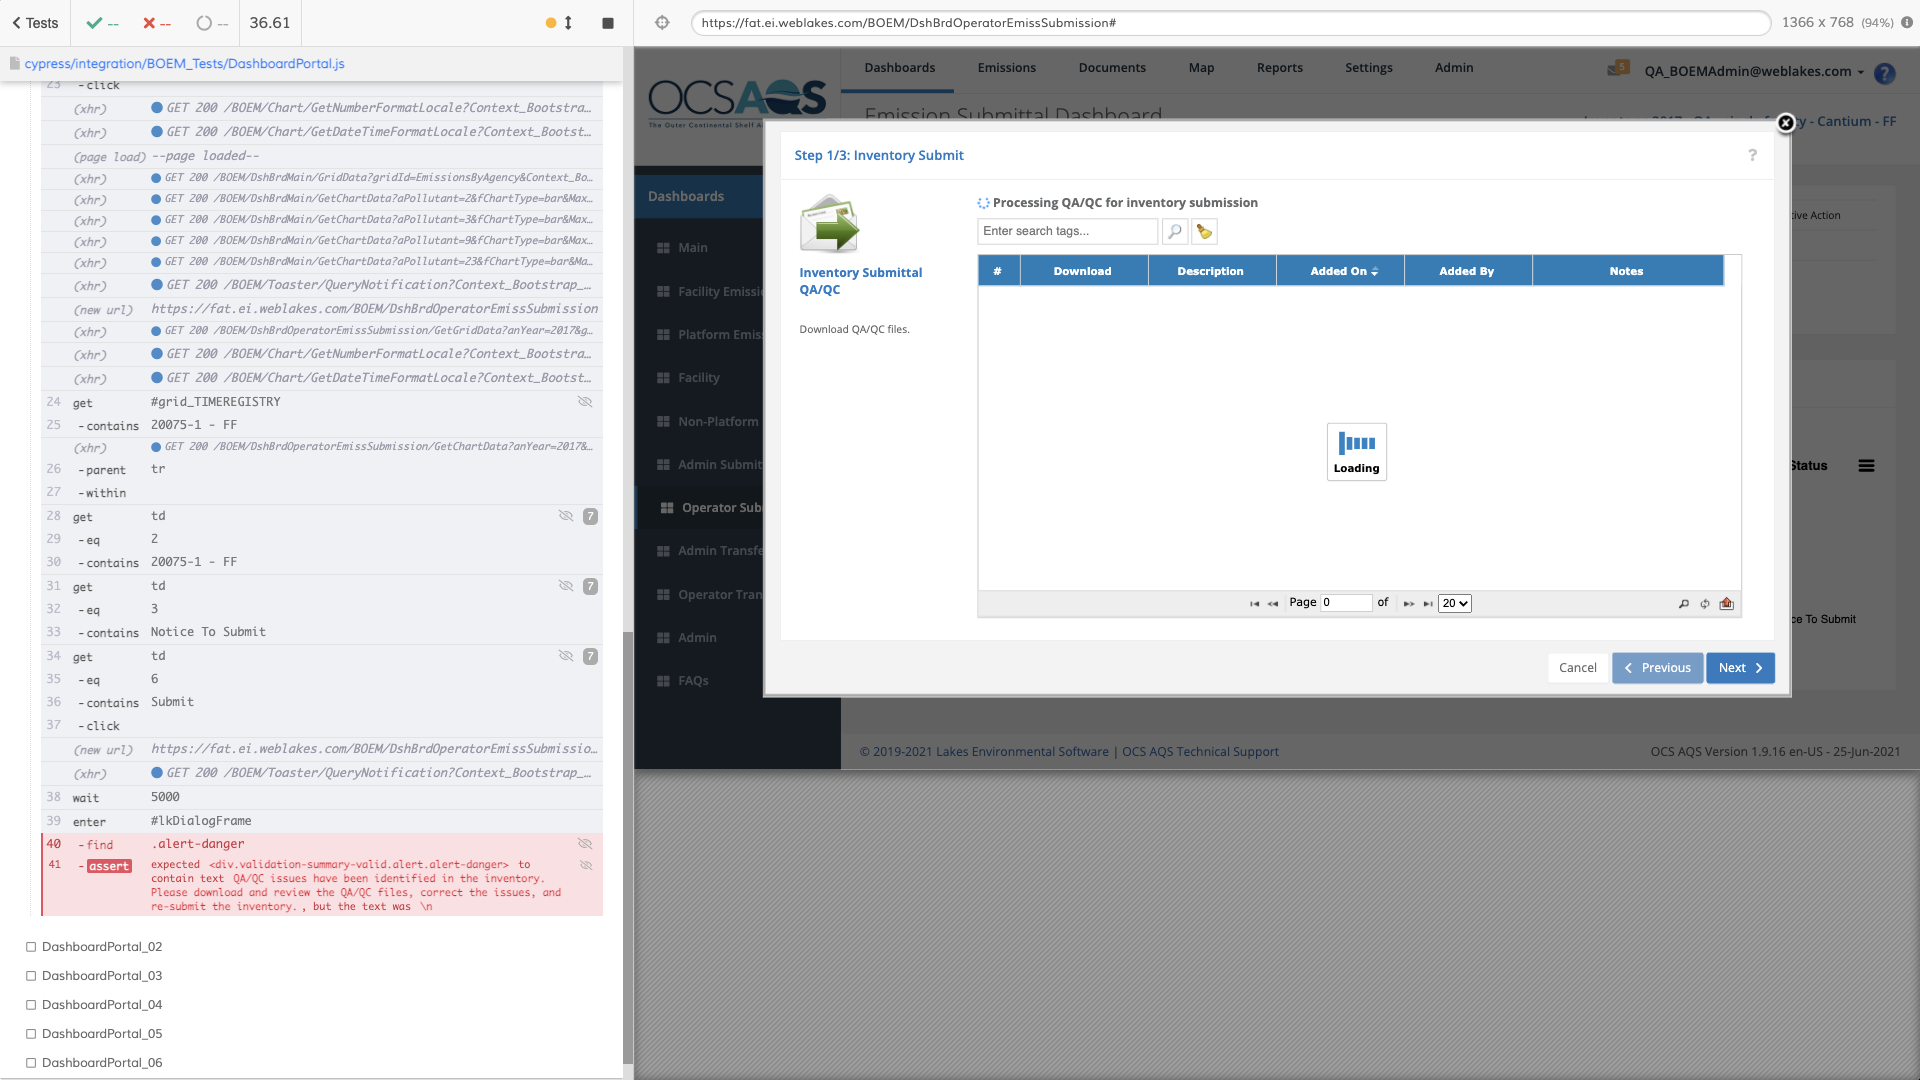 Tests
--
--
--
36.61
https://fat.ei.weblakes.com/BOEM/DshBrdOperatorEmissSubmission#
1366 x 768 (94%)
cypress/integration/BOEM_Tests/DashboardPortal.js
23 -click
(xhr) GET 200 /BOEM/Chart/GetNumberFormatLocale?Context_Bootstra…
(xhr) GET 200 /BOEM/Chart/GetDateTimeFormatLocale?Context_Bootst…
(page load) --page loaded--
(xhr) GET 200 /BOEM/DshBrdMain/GridData?gridId=EmissionsByAgency&Context_Bo…
(xhr) GET 200 /BOEM/DshBrdMain/GetChartData?aPollutant=2&fChartType=bar&Max…
(xhr) GET 200 /BOEM/DshBrdMain/GetChartData?aPollutant=3&fChartType=bar&Max…
(xhr) GET 200 /BOEM/DshBrdMain/GetChartData?aPollutant=9&fChartType=bar&Max…
(xhr) GET 200 /BOEM/DshBrdMain/GetChartData?aPollutant=23&fChartType=bar&Ma…
(xhr) GET 200 /BOEM/Toaster/QueryNotification?Context_Bootstrap_…
(new url) https://fat.ei.weblakes.com/BOEM/DshBrdOperatorEmissSubmission
(xhr) GET 200 /BOEM/DshBrdOperatorEmissSubmission/GetGridData?anYear=2017&g…
(xhr) GET 200 /BOEM/Chart/GetNumberFormatLocale?Context_Bootstra…
(xhr) GET 200 /BOEM/Chart/GetDateTimeFormatLocale?Context_Bootst…
24 get #grid_TIMEREGISTRY
25 -contains 20075-1 - FF
(xhr) GET 200 /BOEM/DshBrdOperatorEmissSubmission/GetChartData?anYear=2017&…
26 -parent tr
27 -within
28 get td 7
29 -eq 2
30 -contains 20075-1 - FF
31 get td 7
32 -eq 3
33 -contains Notice To Submit
34 get td 7
35 -eq 6
36 -contains Submit
37 -click
(new url) https://fat.ei.weblakes.com/BOEM/DshBrdOperatorEmissSubmissio…
(xhr) GET 200 /BOEM/Toaster/QueryNotification?Context_Bootstrap_…
38 wait 5000
39 enter #lkDialogFrame
40 -find .alert-danger
41 -assert expected <div.validation-summary-valid.alert.alert-danger> to
contain text QA/QC issues have been identified in the inventory.
Please download and review the QA/QC files, correct the issues, and
re-submit the inventory. , but the text was \n
DashboardPortal_02
DashboardPortal_03
DashboardPortal_04
DashboardPortal_05
DashboardPortal_06
OCSAQS
The Outer Continental Shelf A
Dashboards Emissions Documents Map Reports Settings Admin
5 QA_BOEMAdmin@weblakes.com ?
Emission Submittal Dashboard
y - Cantium - FF
Dashboards
Main
Facility Emissi
Platform Emis
Facility
Non-Platform
Admin Submit
Operator Sub
Admin Transfe
Operator Tran
Admin
FAQs
Step 1/3: Inventory Submit ?
Inventory Submittal
QA/QC
Download QA/QC files.
Processing QA/QC for inventory submission
Enter search tags...
# Download Description Added On Added By Notes
Loading
Page 0 of 20
Cancel Previous Next
tive Action
Status
ce To Submit
© 2019-2021 Lakes Environmental Software | OCS AQS Technical Support
OCS AQS Version 1.9.16 en-US - 25-Jun-2021